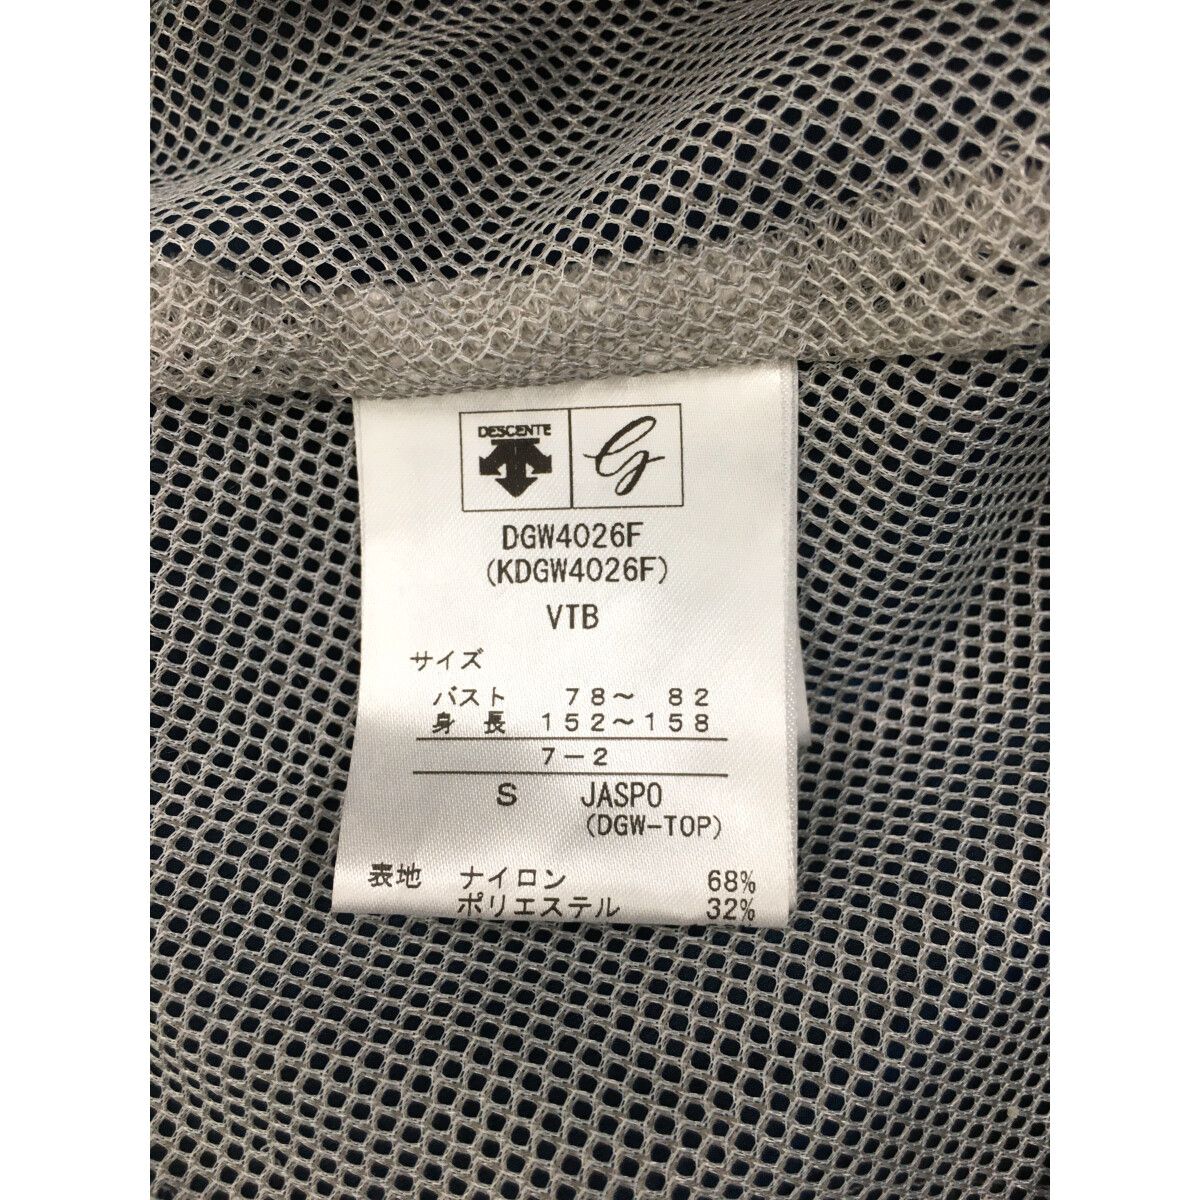 DESCENTE
G
DGW4026F
(KDGW4026F)
VTB
サイズ
バスト 78～ 82
身 長 152～158
7-2
S JASPO
(DGW-TOP)
表地 ナイロン 68%
ポリエステル 32%